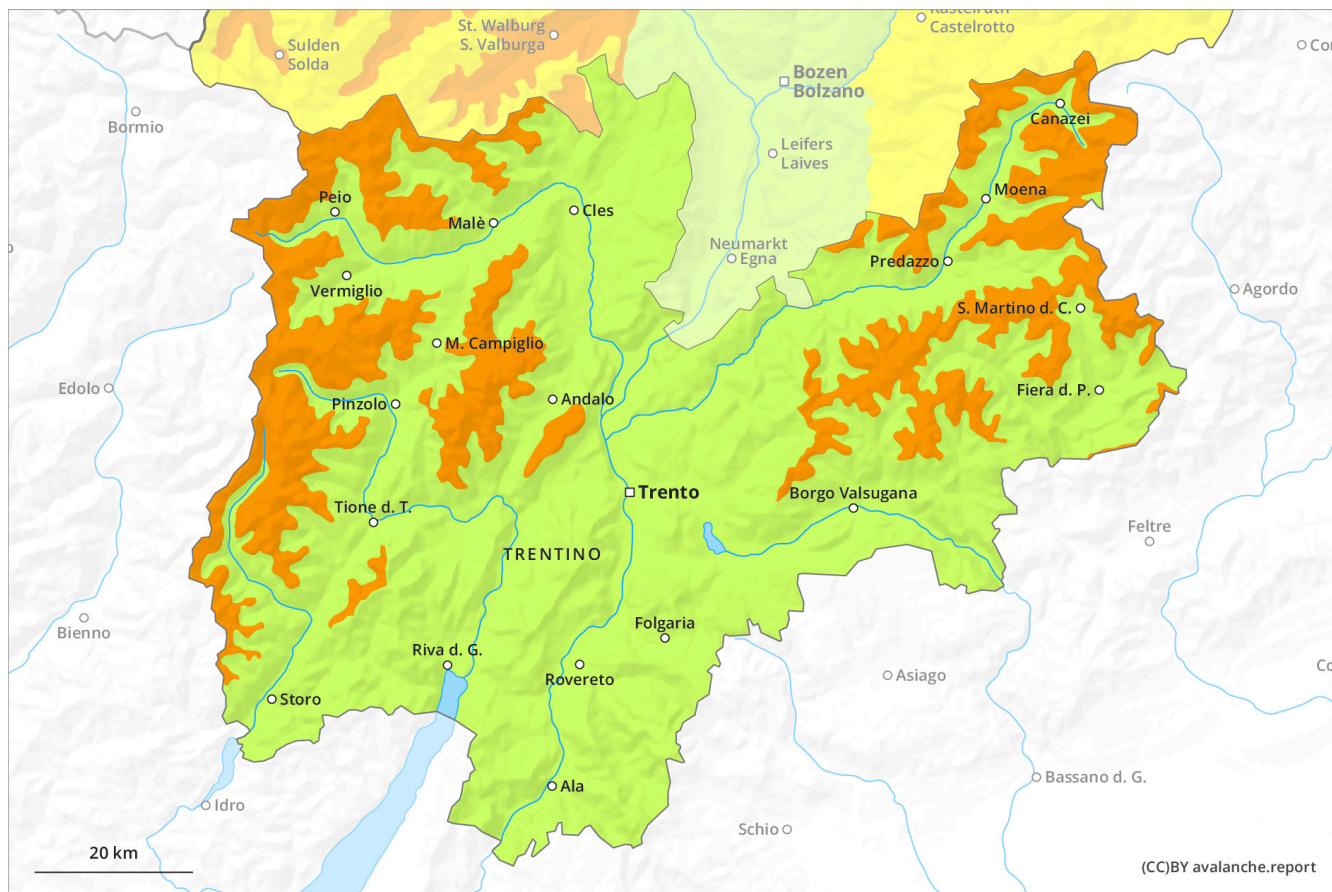 Kastelruth
Castelrotto
St. Walburg
S. Valburga
Sulden
Solda
Bozen
Bolzano
Canazei
Bormio
Leifers
Laives
Moena
Peio
Malè
Cles
Neumarkt
Egna
Predazzo
Vermiglio
Agordo
S. Martino d. C.
M. Campiglio
Edolo
Fiera d. P.
Pinzolo
Andalo
Trento
Borgo Valsugana
Tione d. T.
Feltre
TRENTINO
Bienno
Folgaria
Riva d. G.
Asiago
Rovereto
Storo
Ala
Bassano d. G.
Idro
Schio
20 km
(CC)BY avalanche.report